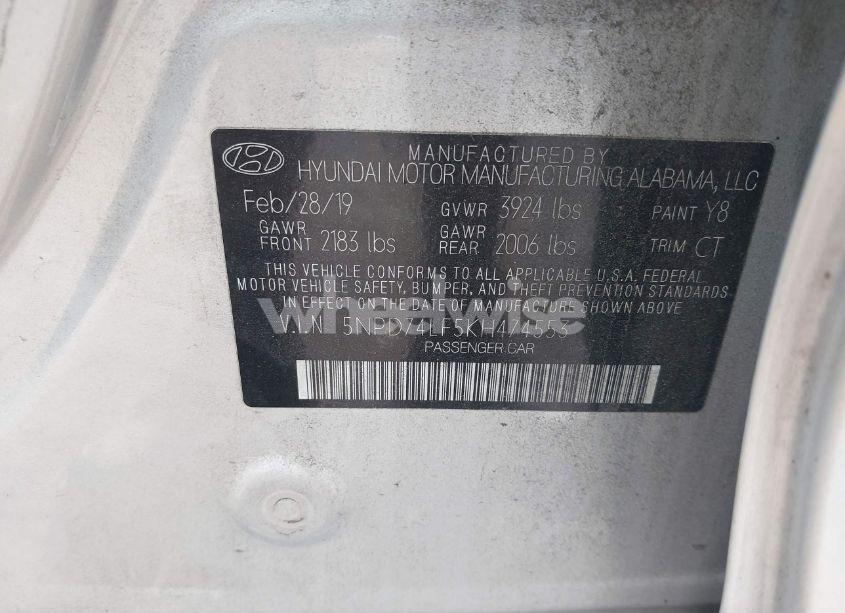 MANUFACTURED BY
HYUNDAI MOTOR MANUFACTURING ALABAMA, LLC
Feb/28/19 GVWR 3924 lbs PAINT Y8
GAWR FRONT 2183 lbs GAWR REAR 2006 lbs TRIM CT
THIS VEHICLE CONFORMS TO ALL APPLICABLE U.S.A. FEDERAL
MOTOR VEHICLE SAFETY, BUMPER, AND THEFT PREVENTION STANDARDS
IN EFFECT ON THE DATE OF MANUFACTURE SHOWN ABOVE
wheelwise
V.I.N
PASSENGER CAR